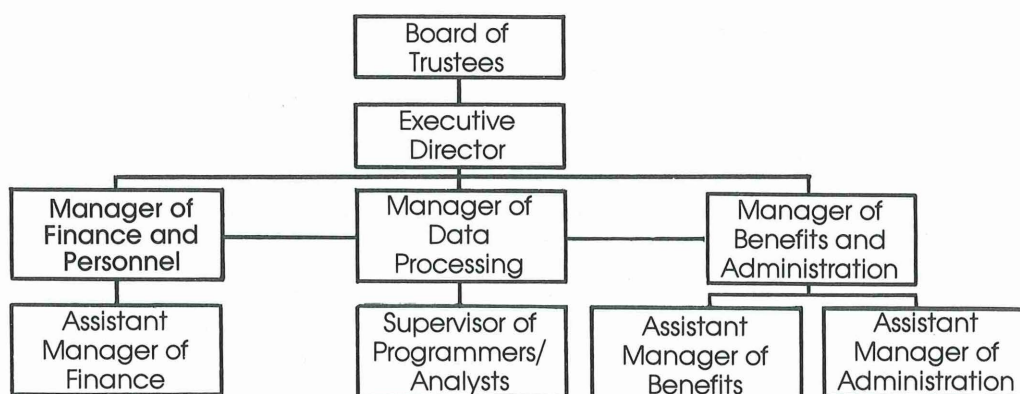 Board of
Trustees
Executive
Director
Manager of
Finance and
Personnel
Manager of
Data
Processing
Manager of
Benefits and
Administration
Assistant
Manager of
Finance
Supervisor of
Programmers/
Analysts
Assistant
Manager of
Benefits
Assistant
Manager of
Administration